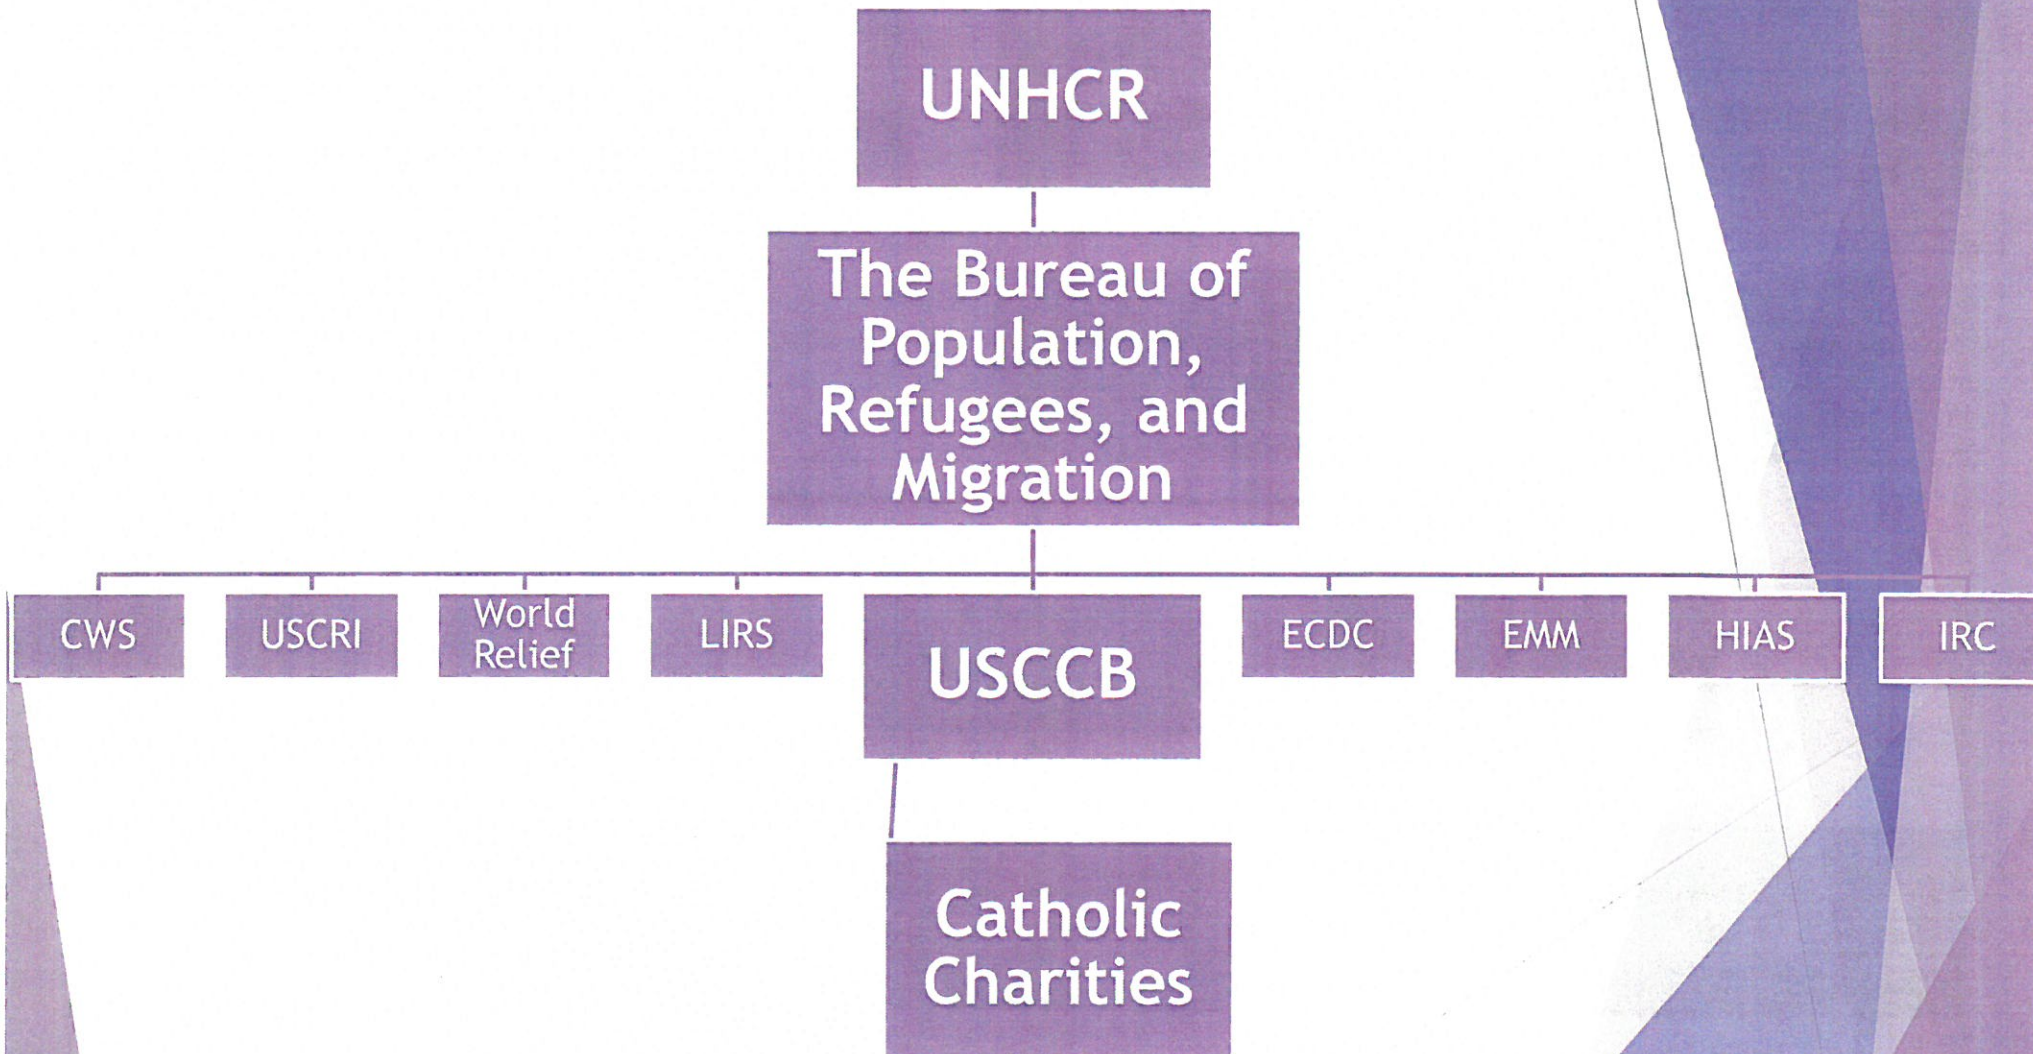 UNHCR
The Bureau of
Population,
Refugees, and
Migration
CWS
USCRI
World
Relief
LIRS
USCCB
ECDC
EMM
HIAS
IRC
Catholic
Charities